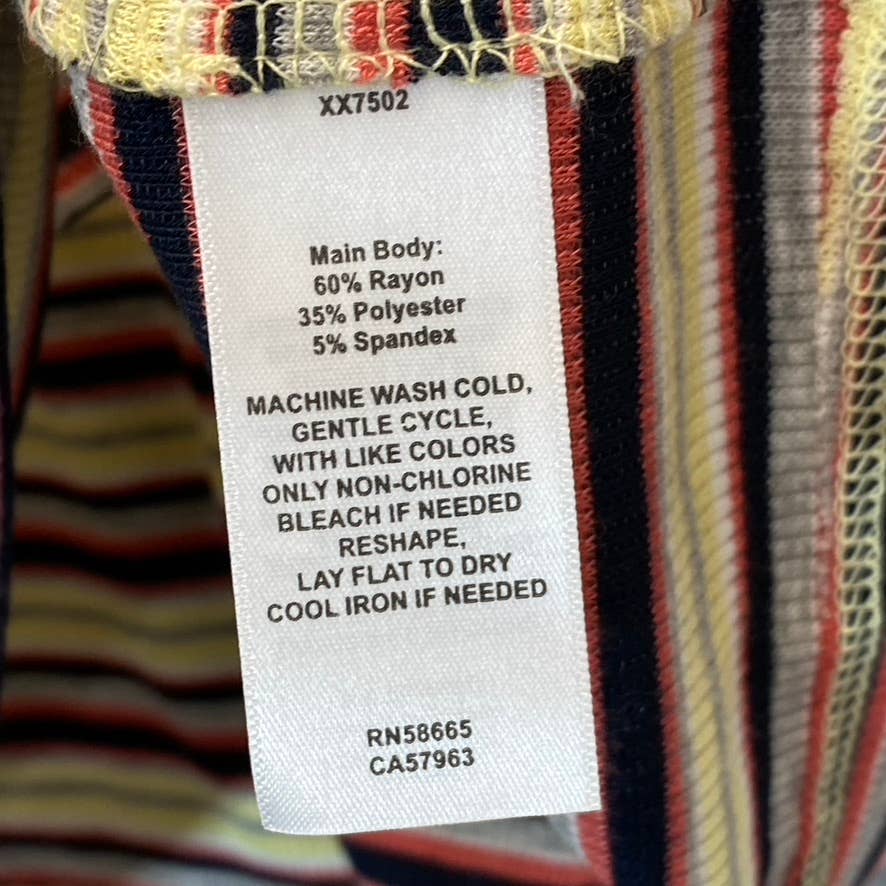 XX7502
Main Body:
60% Rayon
35% Polyester
5% Spandex
MACHINE WASH COLD,
GENTLE CYCLE,
WITH LIKE COLORS
ONLY NON-CHLORINE
BLEACH IF NEEDED
RESHAPE,
LAY FLAT TO DRY
COOL IRON IF NEEDED
RN58665
CA57963